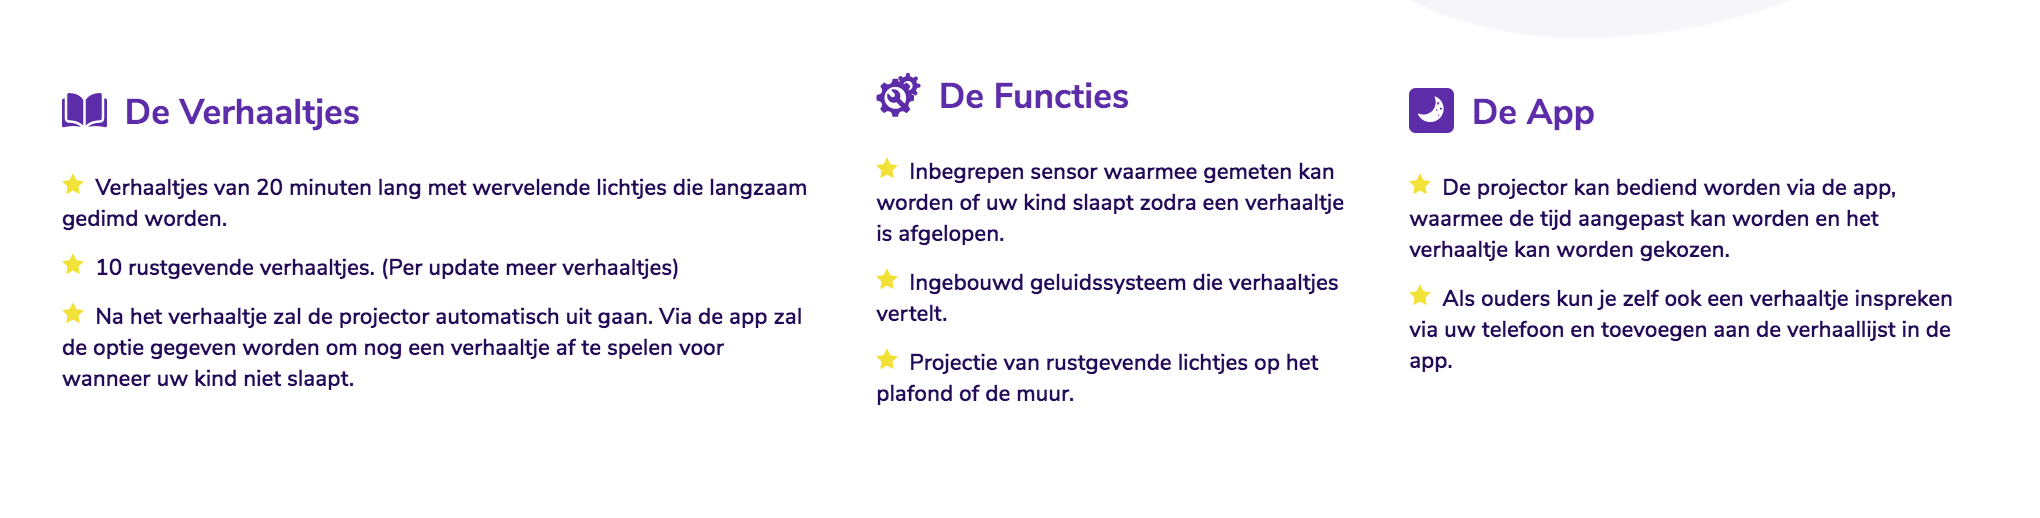 De Verhaaltjes
Verhaaltjes van 20 minuten lang met wervelende lichtjes die langzaam
gedimd worden.
10 rustgevende verhaaltjes. (Per update meer verhaaltjes)
Na het verhaaltje zal de projector automatisch uit gaan. Via de app zal
de optie gegeven worden om nog een verhaaltje af te spelen voor
wanneer uw kind niet slaapt.
De Functies
Inbegrepen sensor waarmee gemeten kan
worden of uw kind slaapt zodra een verhaaltje
is afgelopen.
Ingebouwd geluidssysteem die verhaaltjes
vertelt.
Projectie van rustgevende lichtjes op het
plafond of de muur.
De App
De projector kan bediend worden via de app,
waarmee de tijd aangepast kan worden en het
verhaaltje kan worden gekozen.
Als ouders kun je zelf ook een verhaaltje inspreken
via uw telefoon en toevoegen aan de verhaallijst in de
app.